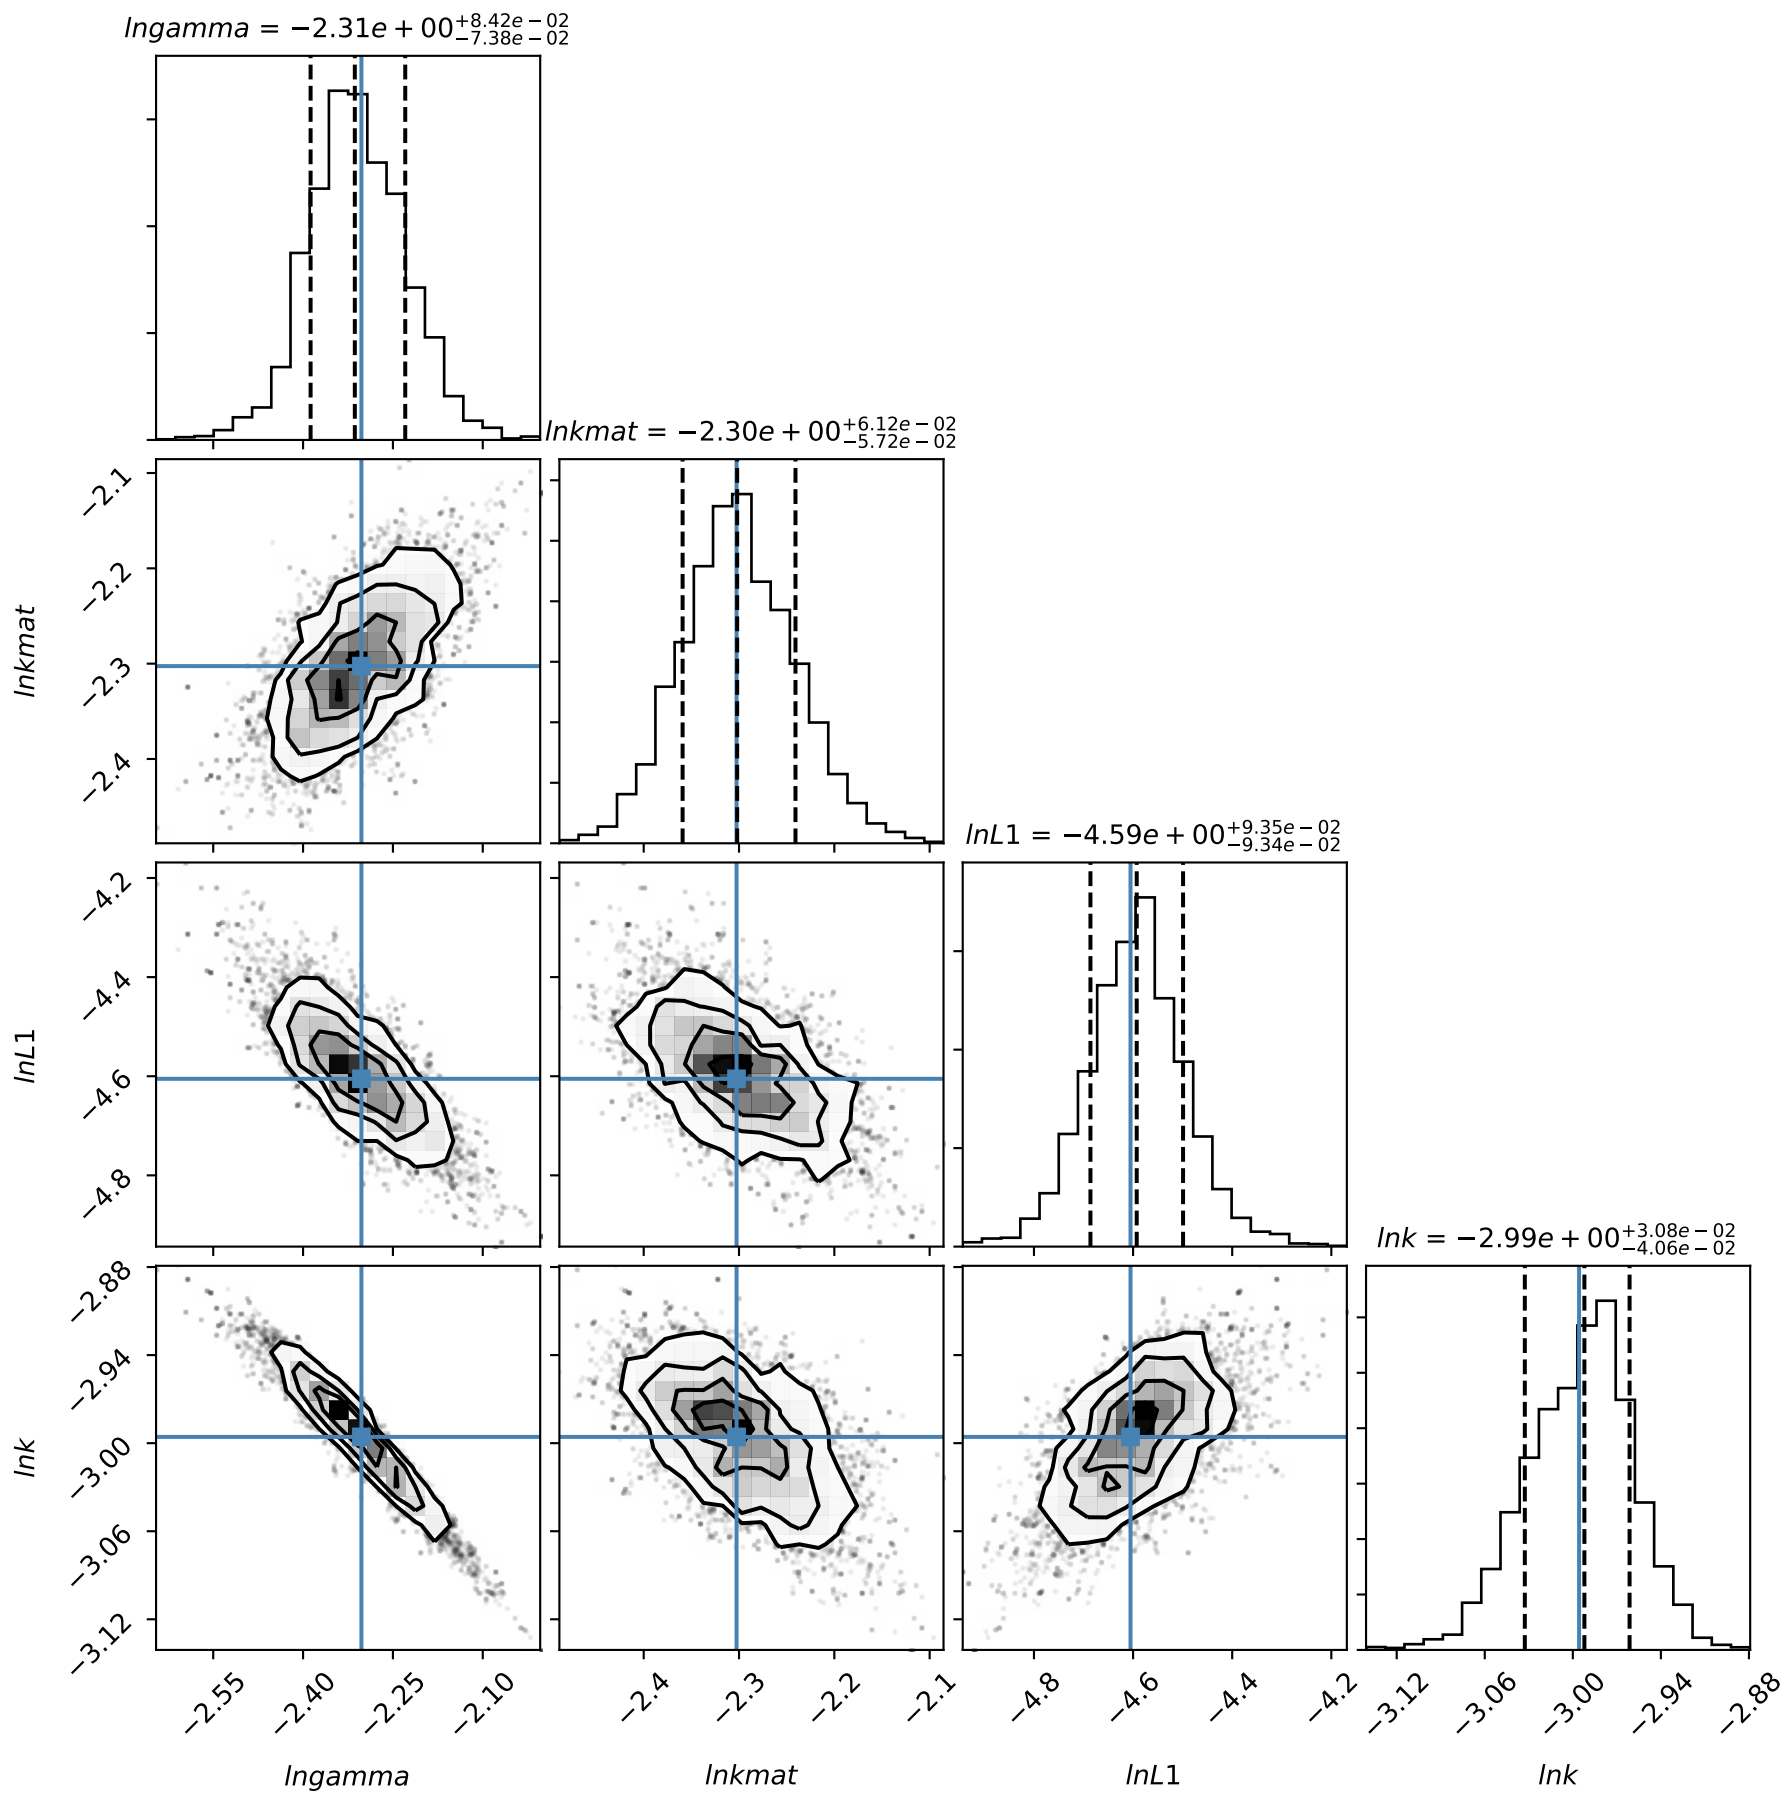 lngamma = −2.31e + 00 +8.42e − 02 −7.38e − 02
lnkmat = −2.30e + 00 +6.12e − 02 −5.72e − 02
−2.1
−2.2
−2.3
−2.4
lnkmat
lnL1 = −4.59e + 00 +9.35e − 02 −9.34e − 02
−4.2
−4.4
−4.6
−4.8
lnL1
lnk = −2.99e + 00 +3.08e − 02 −4.06e − 02
−2.88
−2.94
−3.00
−3.06
−3.12
lnk
−2.55 −2.40 −2.25 −2.10 −2.4 −2.3 −2.2 −2.1 −4.8 −4.6 −4.4 −4.2 −3.12 −3.06 −3.00 −2.94 −2.88
lngamma lnkmat lnL1 lnk